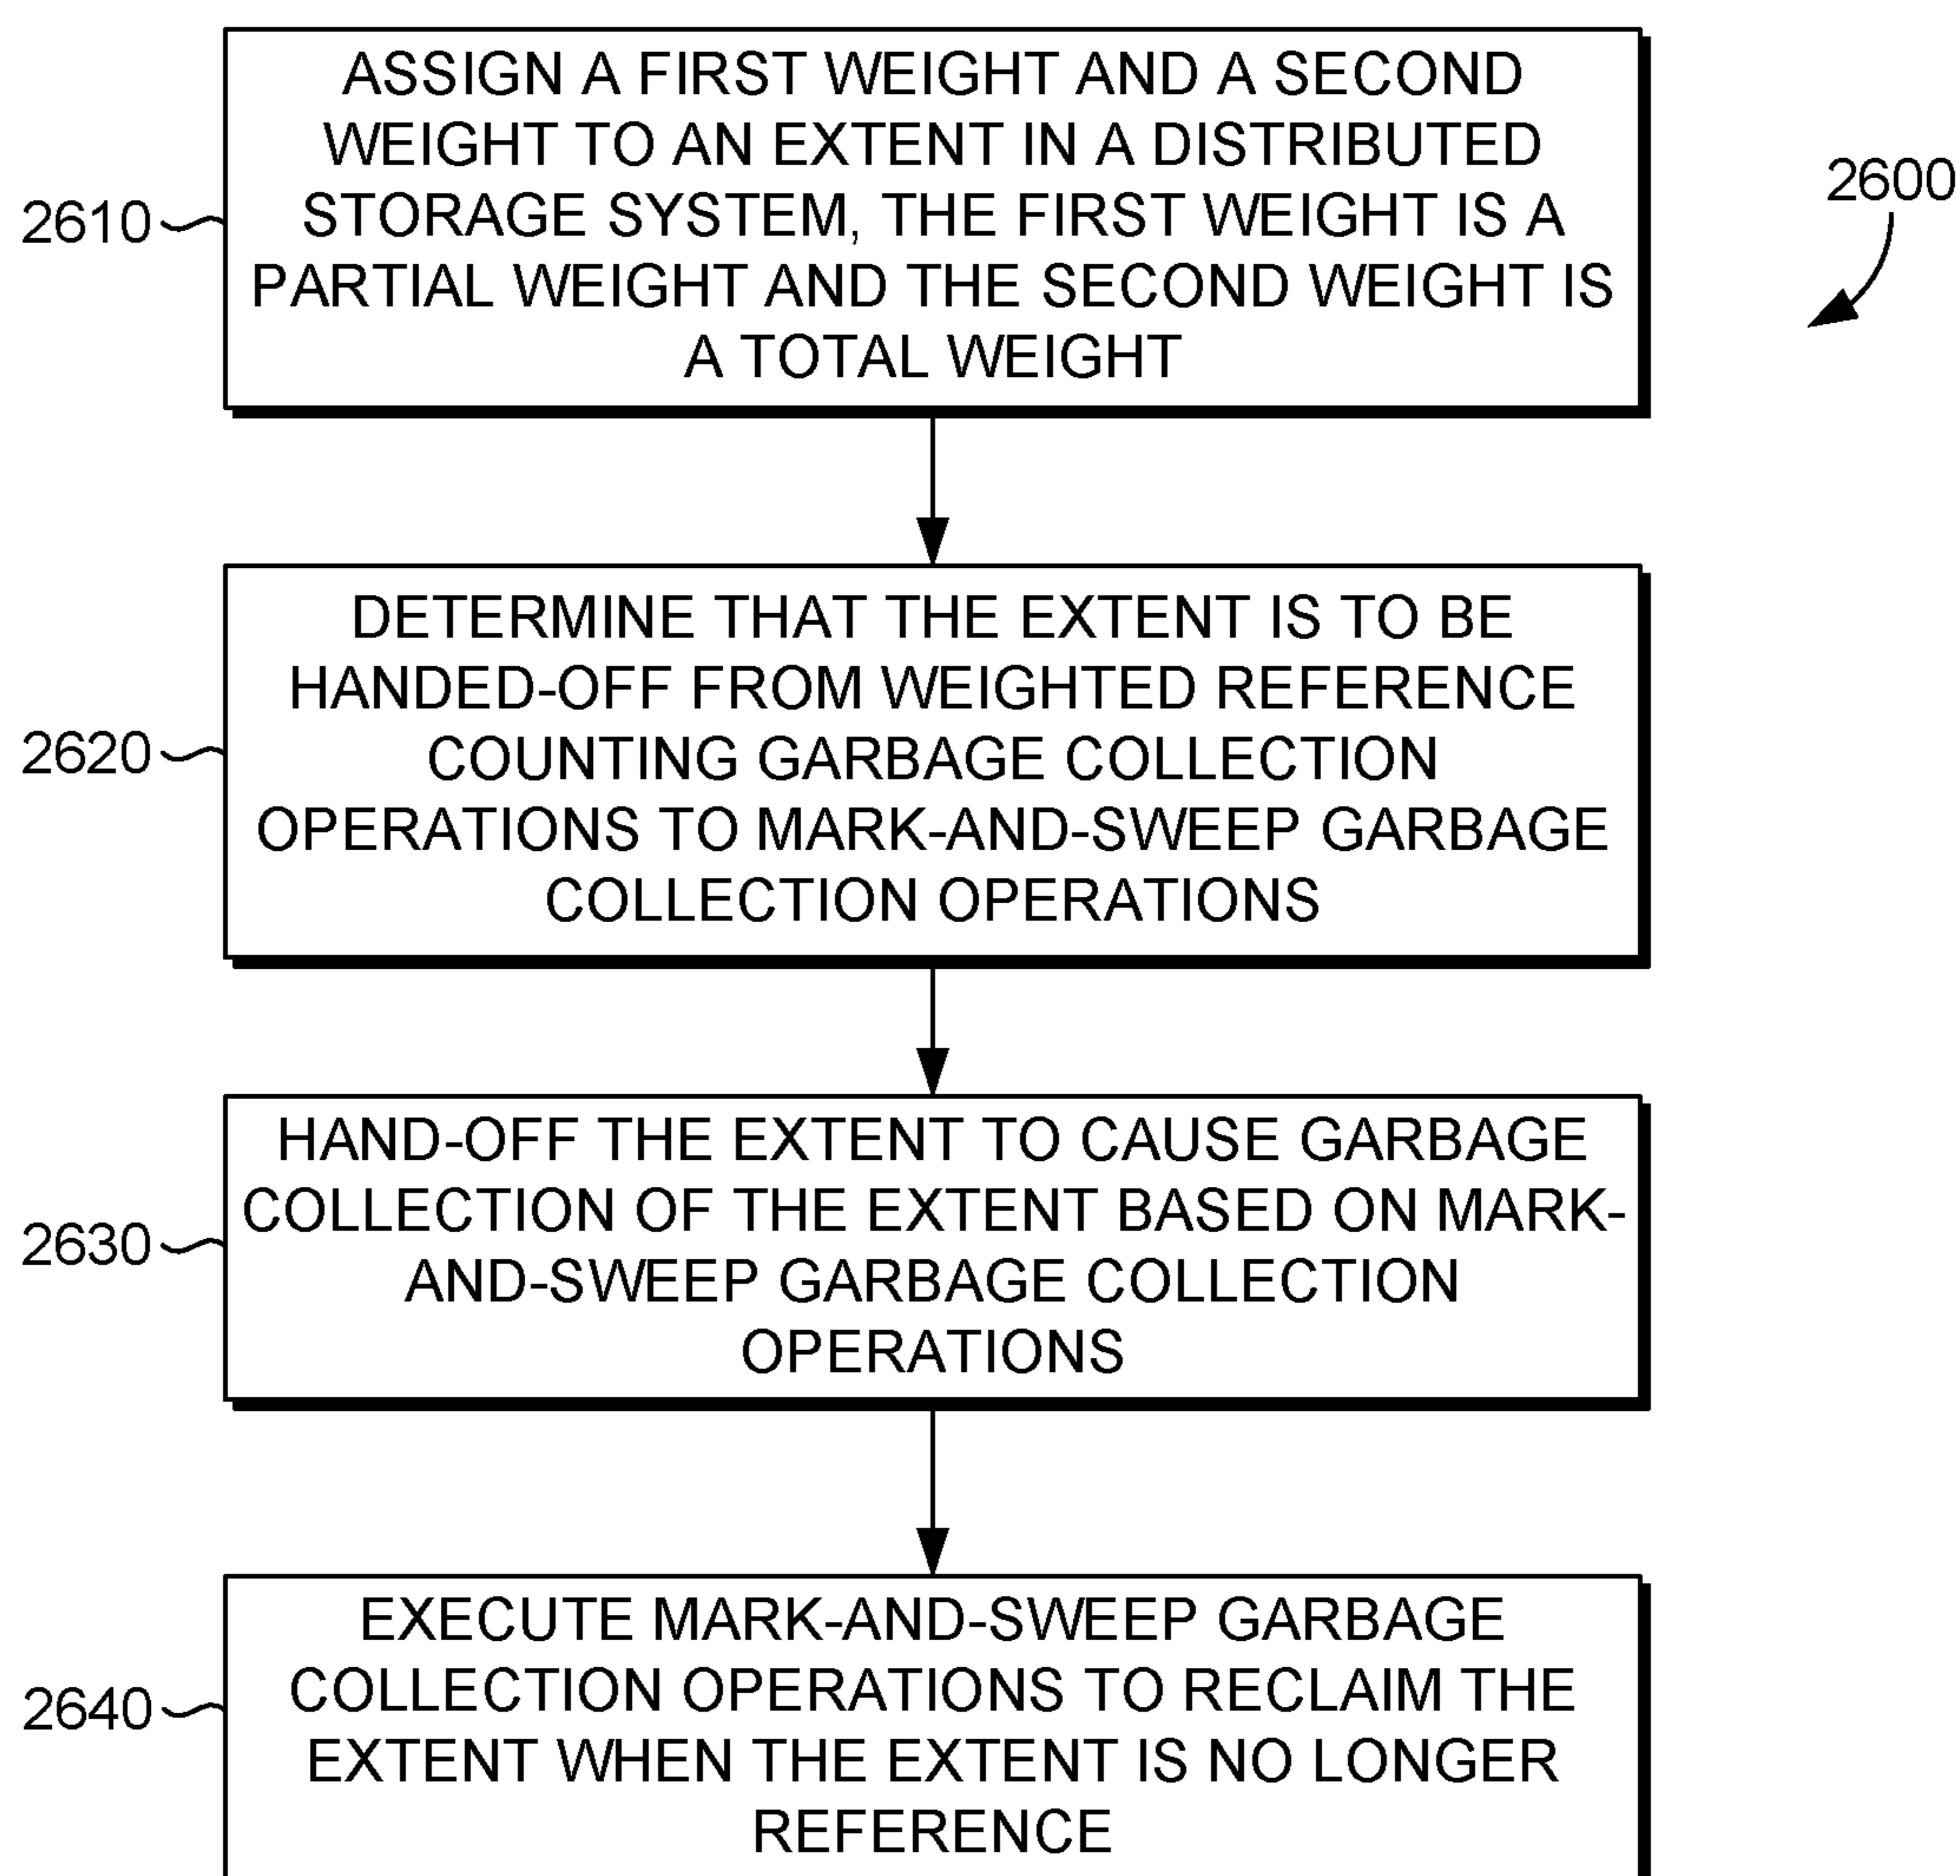 ASSIGN A FIRST WEIGHT AND A SECOND
WEIGHT TO AN EXTENT IN A DISTRIBUTED
STORAGE SYSTEM, THE FIRST WEIGHT IS A
PARTIAL WEIGHT AND THE SECOND WEIGHT IS
A TOTAL WEIGHT
2610
2600
DETERMINE THAT THE EXTENT IS TO BE
HANDED-OFF FROM WEIGHTED REFERENCE
COUNTING GARBAGE COLLECTION
OPERATIONS TO MARK-AND-SWEEP GARBAGE
COLLECTION OPERATIONS
2620
HAND-OFF THE EXTENT TO CAUSE GARBAGE
COLLECTION OF THE EXTENT BASED ON MARK-
AND-SWEEP GARBAGE COLLECTION
OPERATIONS
2630
EXECUTE MARK-AND-SWEEP GARBAGE
COLLECTION OPERATIONS TO RECLAIM THE
EXTENT WHEN THE EXTENT IS NO LONGER
REFERENCE
2640